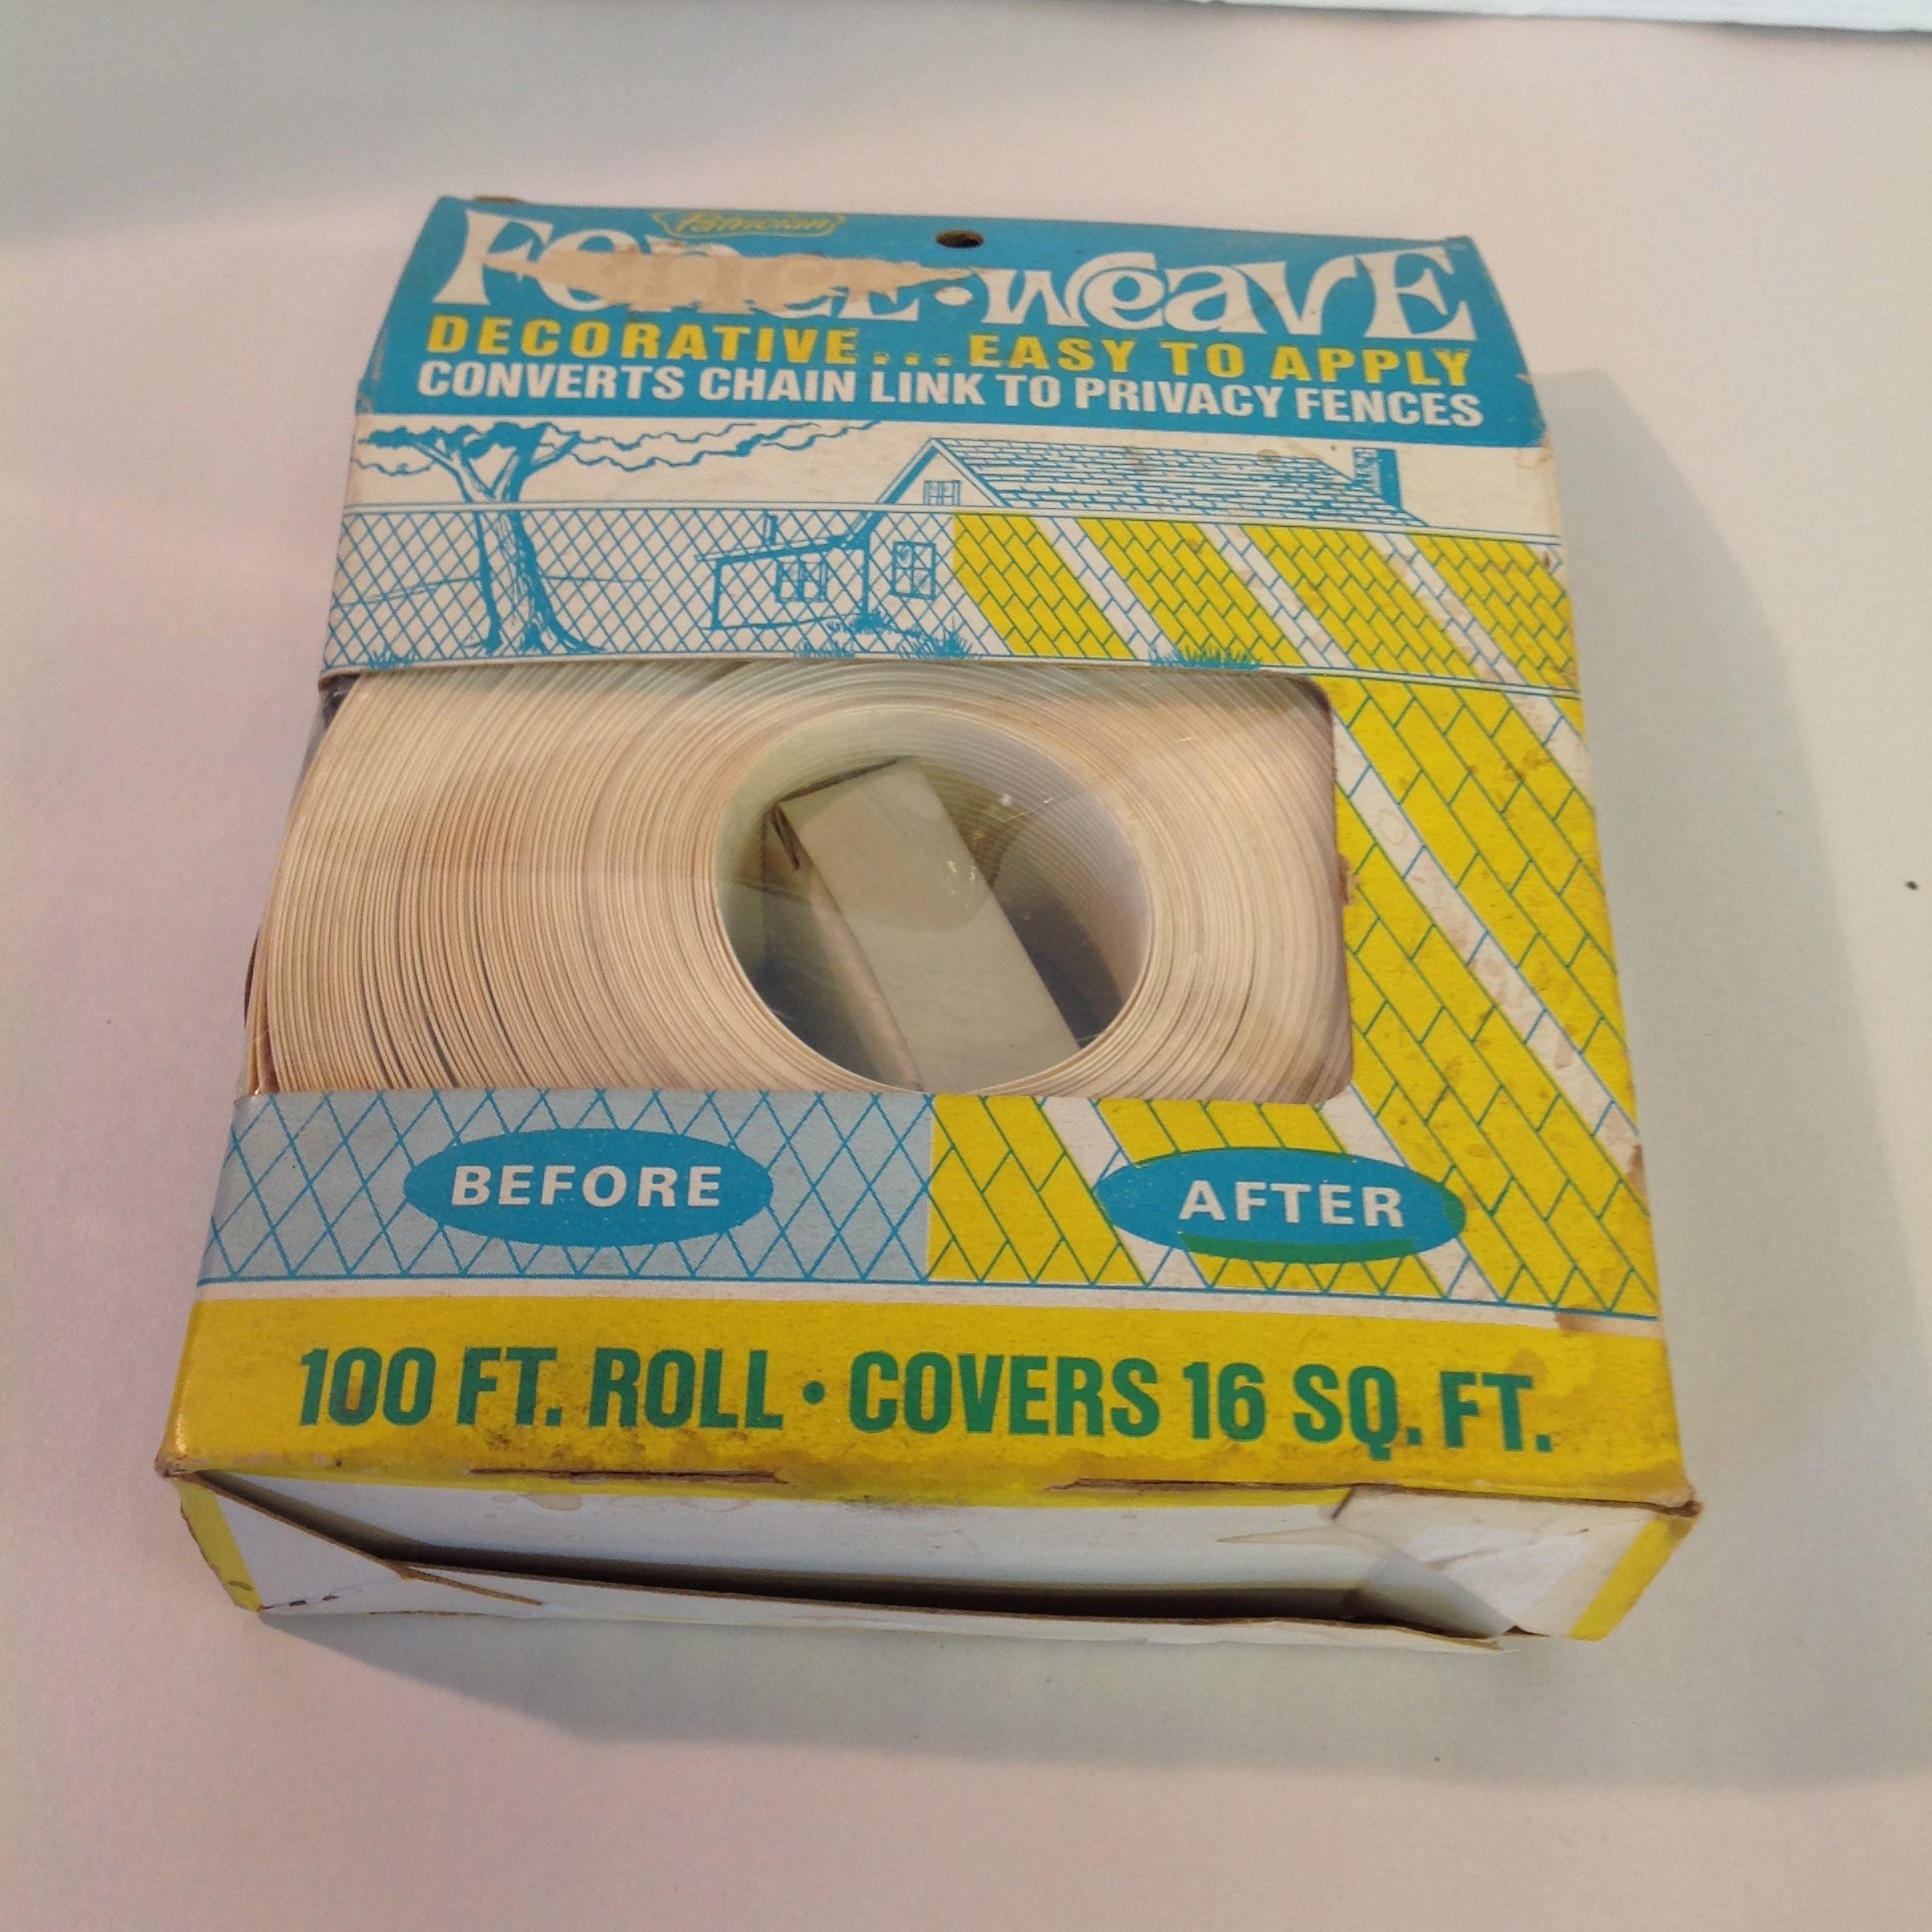 Patrician
FENCE·WEAVE
DECORATIVE...EASY TO APPLY
CONVERTS CHAIN LINK TO PRIVACY FENCES
BEFORE
AFTER
100 FT. ROLL · COVERS 16 SQ. FT.